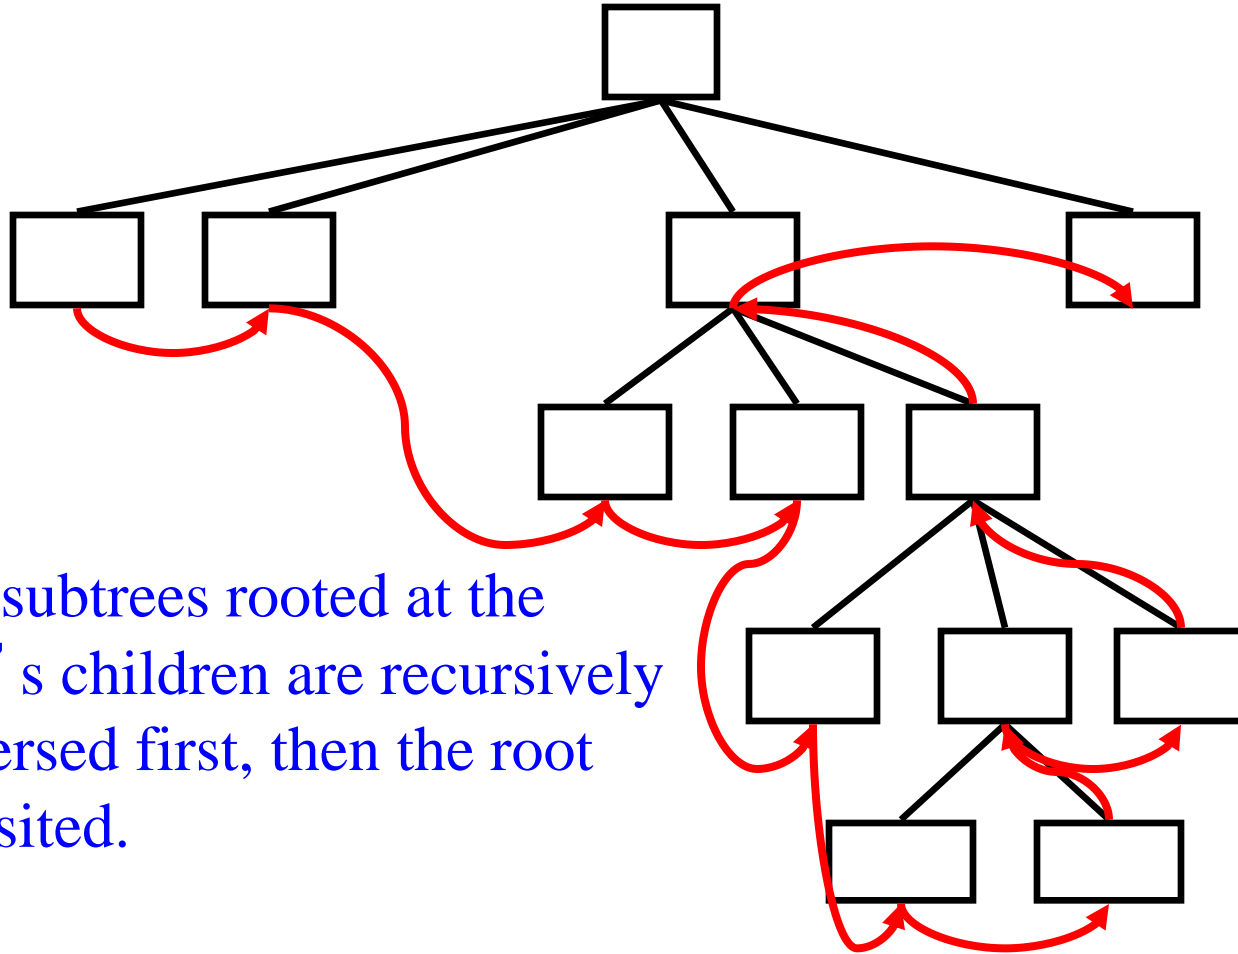 subtrees rooted at the
’ s children are recursively
ersed first, then the root
sited.